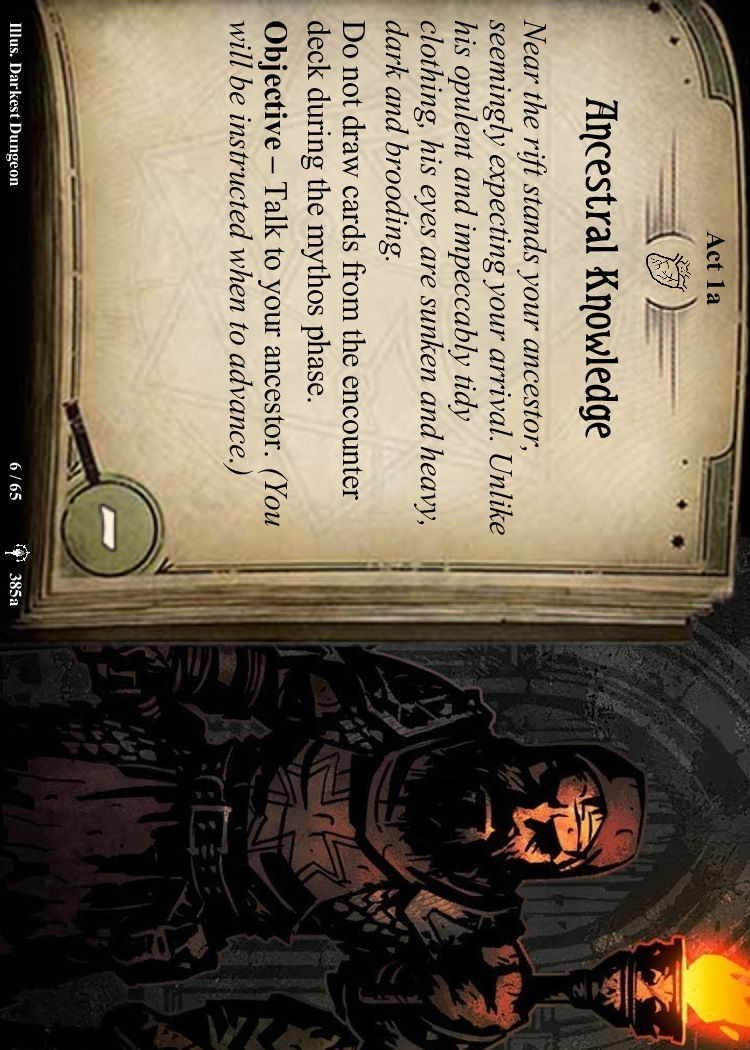 Act 1a
Ancestral Knowledge
Near the rift stands your ancestor,
seemingly expecting your arrival. Unlike
his opulent and impeccably tidy
clothing, his eyes are sunken and heavy,
dark and brooding.
Do not draw cards from the encounter
deck during the mythos phase.
Objective – Talk to your ancestor. (You
will be instructed when to advance.)
–
Illus. Darkest Dungeon
6 / 65
385a